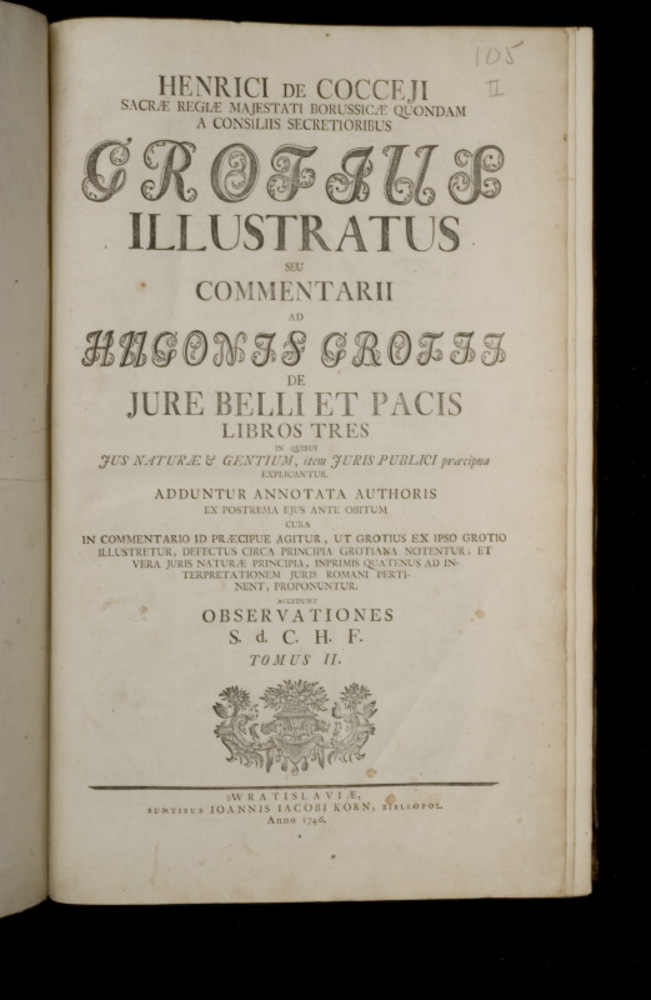 105
II
HENRICI DE COCCEJI
SACRÆ REGIÆ MAJESTATI BORUSSICÆ QUONDAM
A CONSILIIS SECRETIORIBUS
GROTIUS
ILLUSTRATUS
SEU
COMMENTARII
AD
HUGONIS GROTII
DE
JURE BELLI ET PACIS
LIBROS TRES
IN QUIBUS
JUS NATURÆ & GENTIUM, item JURIS PUBLICI præcipua
EXPLICANTUR.
ADDUNTUR ANNOTATA AUTHORIS
EX POSTREMA EJUS ANTE OBITUM
CURA
IN COMMENTARIO ID PRÆCIPUE AGITUR, UT GROTIUS EX IPSO GROTIO
ILLUSTRETUR, DEFECTUS CIRCA PRINCIPIA GROTIANA NOTENTUR, ET
VERA JURIS NATURÆ PRINCIPIA, INPRIMIS QUATENUS AD IN-
TERPRETATIONEM JURIS ROMANI PERTI-
NENT, PROPONUNTUR.
ACCEDUNT
OBSERVATIONES
S. d. C. H. F.
TOMUS II.
WRATISLAVIÆ,
SUMTIBUS IOANNIS IACOBI KORN, BIBLIOPOL.
Anno 1746.